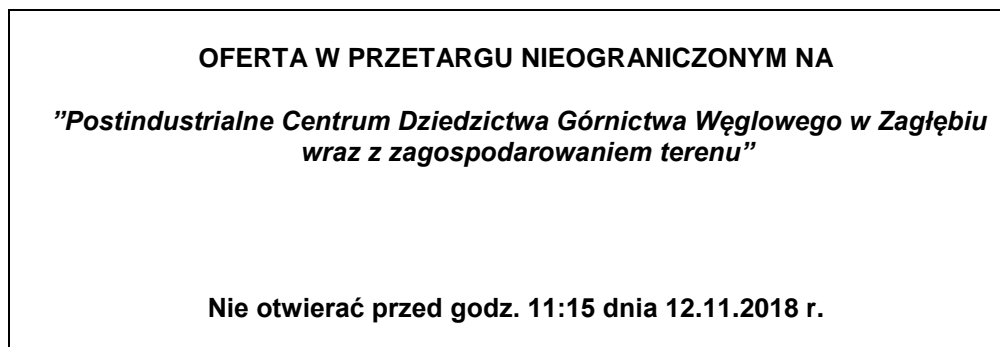 OFERTA W PRZETARGU NIEOGRANICZONYM NA
”Postindustrialne Centrum Dziedzictwa Górnictwa Węglowego w Zagłębiu
wraz z zagospodarowaniem terenu”
Nie otwierać przed godz. 11:15 dnia 12.11.2018 r.